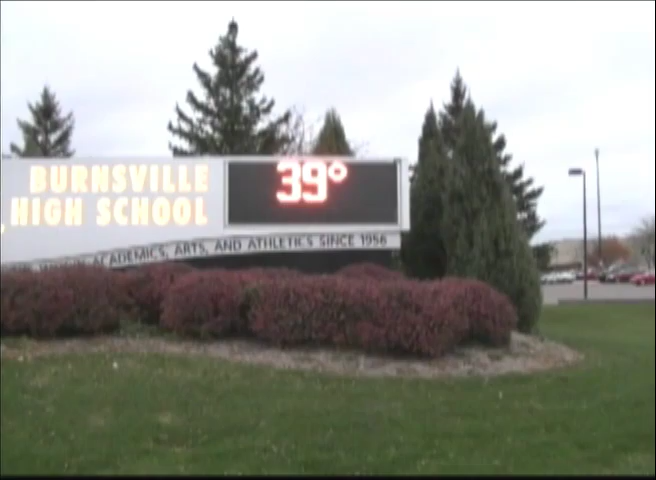 BURNSVILLE
HIGH SCHOOL
39°
ACADEMICS, ARTS, AND ATHLETICS SINCE 1956